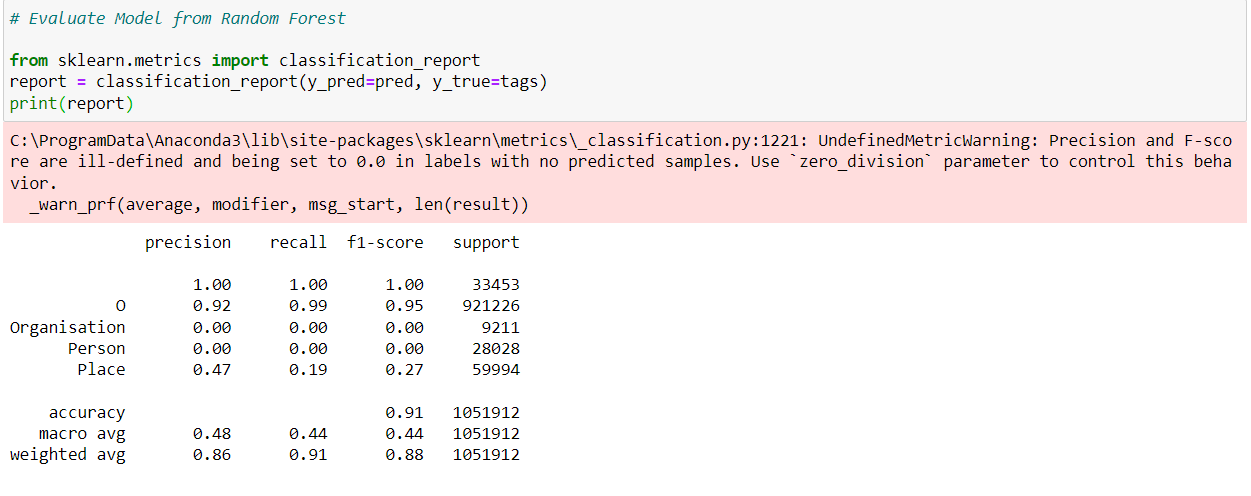 # Evaluate Model from Random Forest
from sklearn.metrics import classification_report
report = classification_report(y_pred=pred, y_true=tags)
print(report)
C:\ProgramData\Anaconda3\lib\site-packages\sklearn\metrics\_classification.py:1221: UndefinedMetricWarning: Precision and F-sco
re are ill-defined and being set to 0.0 in labels with no predicted samples. Use `zero_division` parameter to control this beha
vior.
  _warn_prf(average, modifier, msg_start, len(result))
              precision    recall  f1-score   support

                   1.00      1.00      1.00     33453
           O       0.92      0.99      0.95    921226
Organisation       0.00      0.00      0.00      9211
      Person       0.00      0.00      0.00     28028
       Place       0.47      0.19      0.27     59994

    accuracy                           0.91   1051912
   macro avg       0.48      0.44      0.44   1051912
weighted avg       0.86      0.91      0.88   1051912